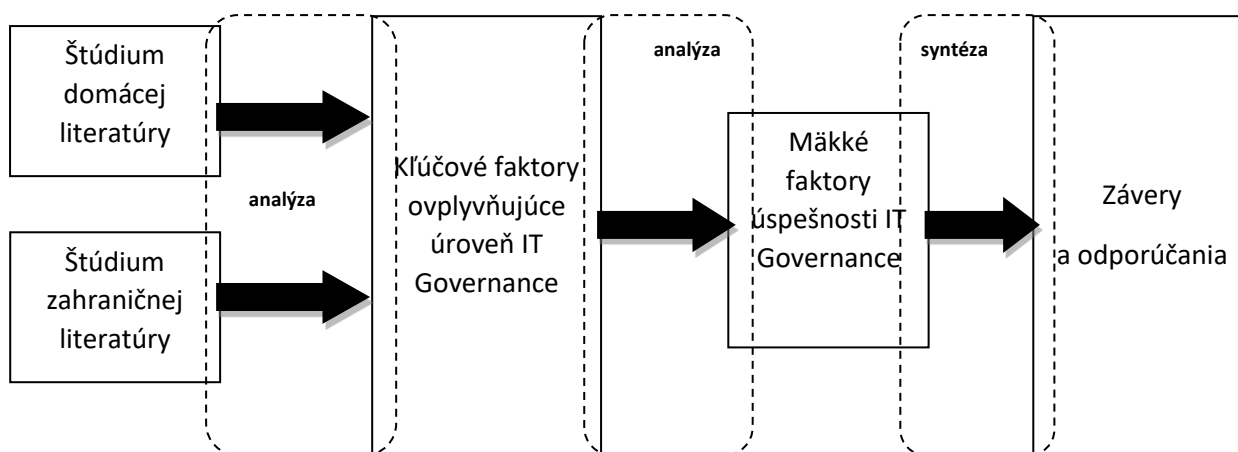 Štúdium
domácej
literatúry
Štúdium
zahraničnej
literatúry
analýza
Kľúčové faktory
ovplyvňujúce
úroveň IT
Governance
analýza
Mäkké
faktory
úspešnosti IT
Governance
syntéza
Závery
a odporúčania